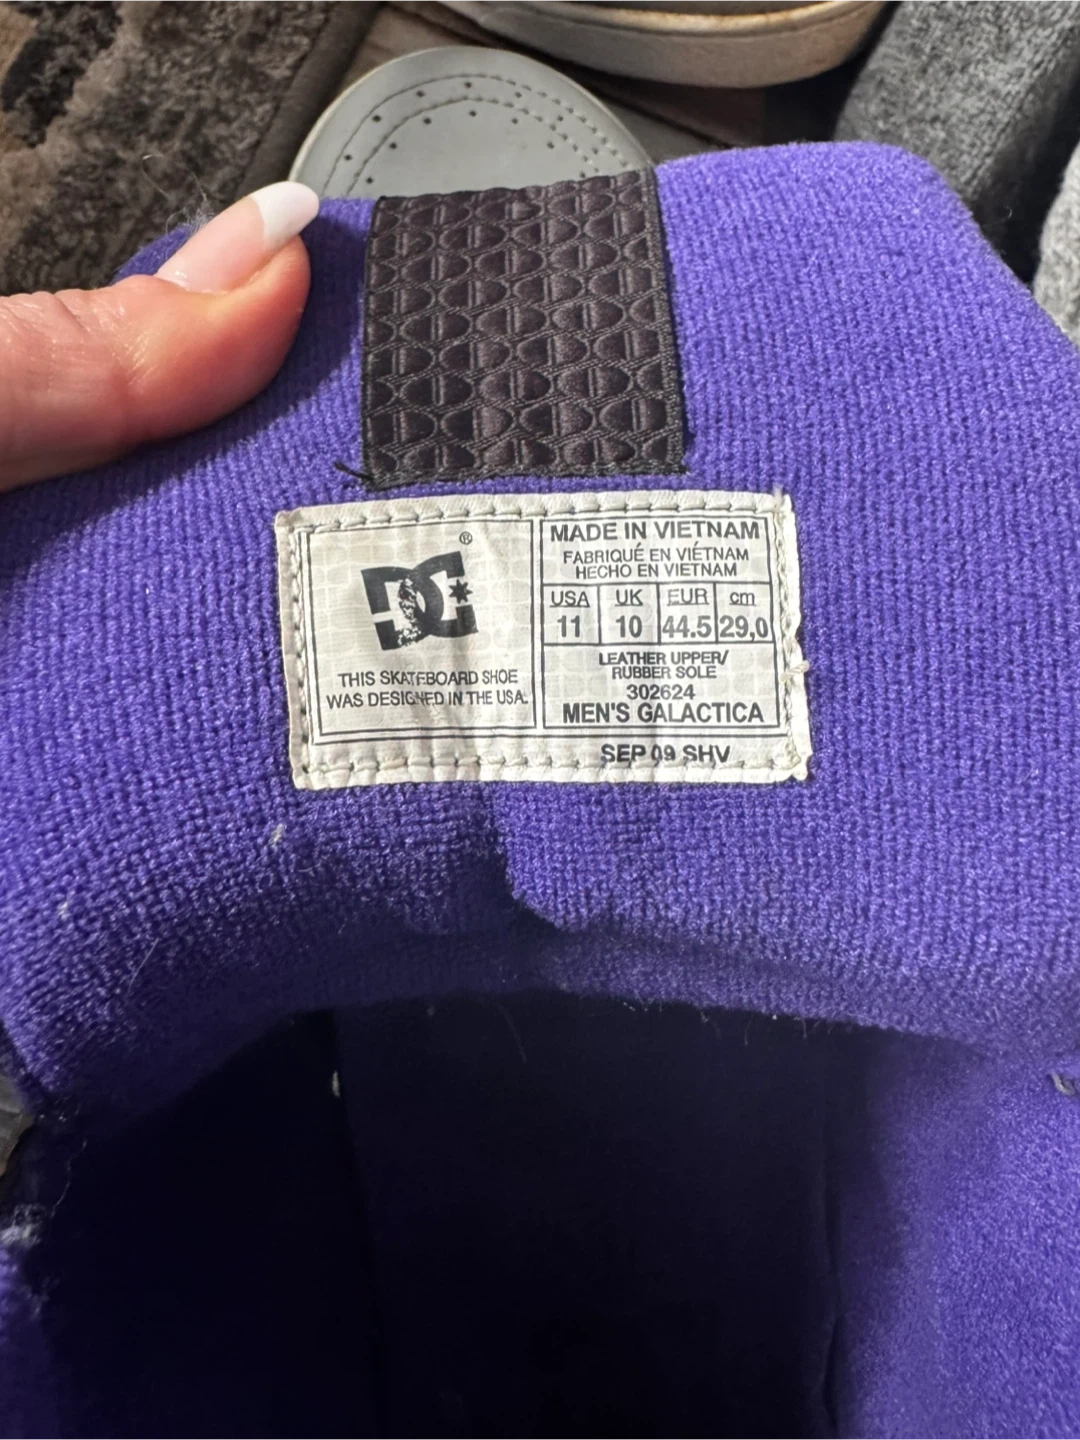 DC®
THIS SKATEBOARD SHOE
WAS DESIGNED IN THE USA.
MADE IN VIETNAM
FABRIQUÉ EN VIÉTNAM
HECHO EN VIETNAM
USA UK EUR cm
11 10 44.5 29,0
LEATHER UPPER/
RUBBER SOLE
302624
MEN'S GALACTICA
SEP 09 SHV